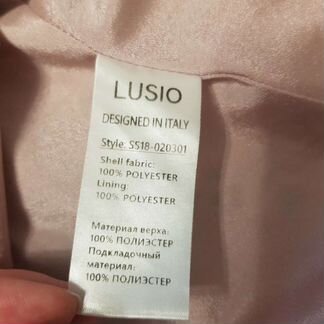 LUSIO
DESIGNED IN ITALY
Style: SS18-020301
Shell fabric:
100% POLYESTER
Lining:
100% POLYESTER
Материал верха:
100% ПОЛИЭСТЕР
Подкладочный
материал:
100% ПОЛИЭСТЕР